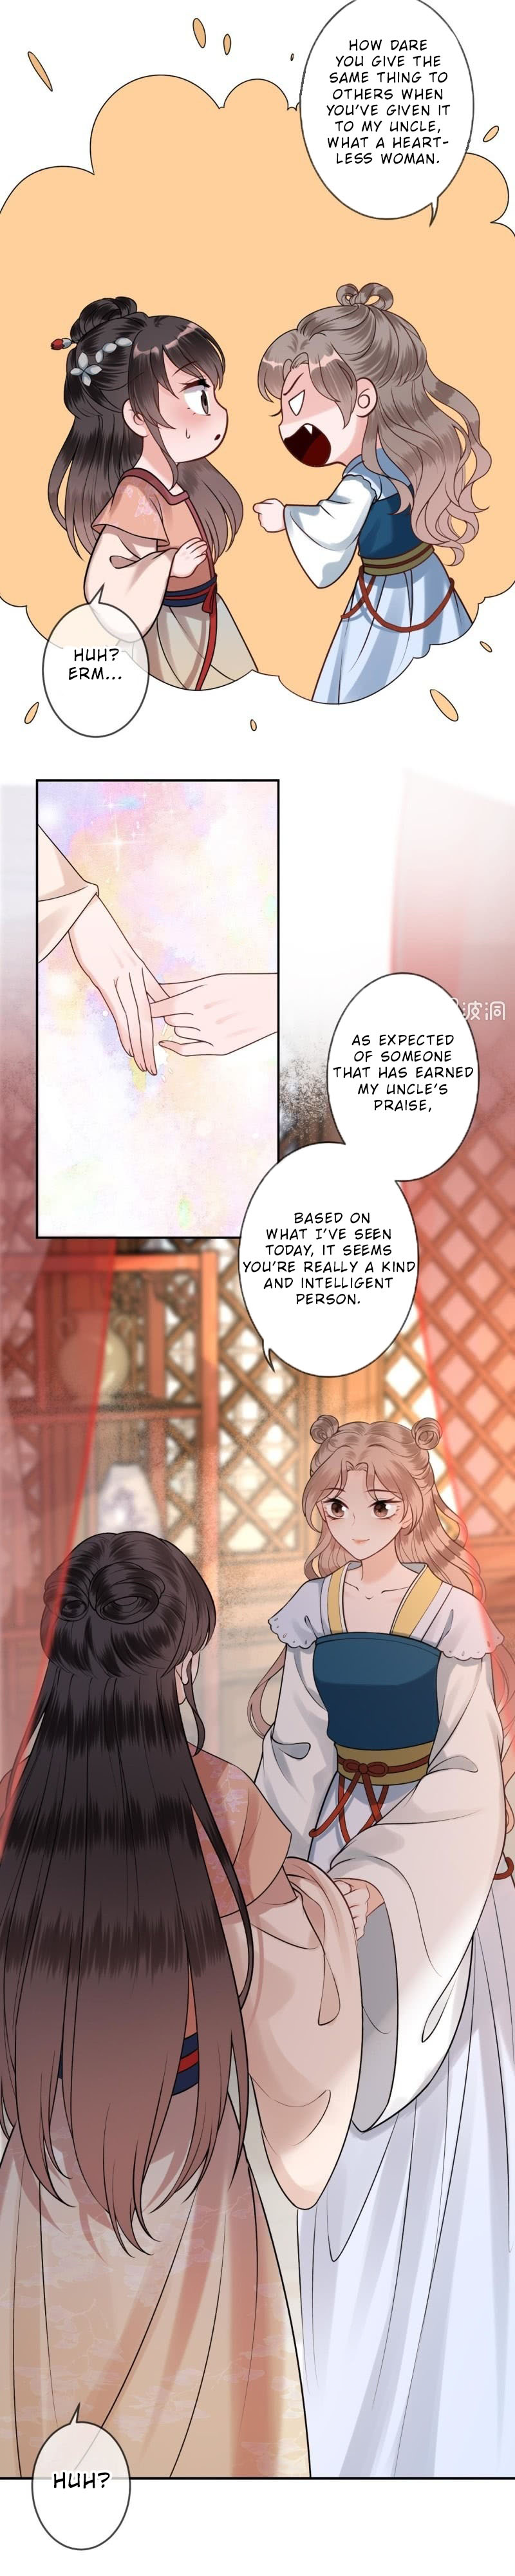 HOW DARE
YOU GIVE THE
SAME THING TO
OTHERS WHEN
YOU'VE GIVEN IT
TO MY UNCLE,
WHAT A HEART-
LESS WOMAN.
HUH?
ERM...
波洞
AS EXPECTED
OF SOMEONE
THAT HAS EARNED
MY UNCLE'S
PRAISE,
BASED ON
WHAT I'VE SEEN
TODAY, IT SEEMS
YOU'RE REALLY A KIND
AND INTELLIGENT
PERSON.
HUH?